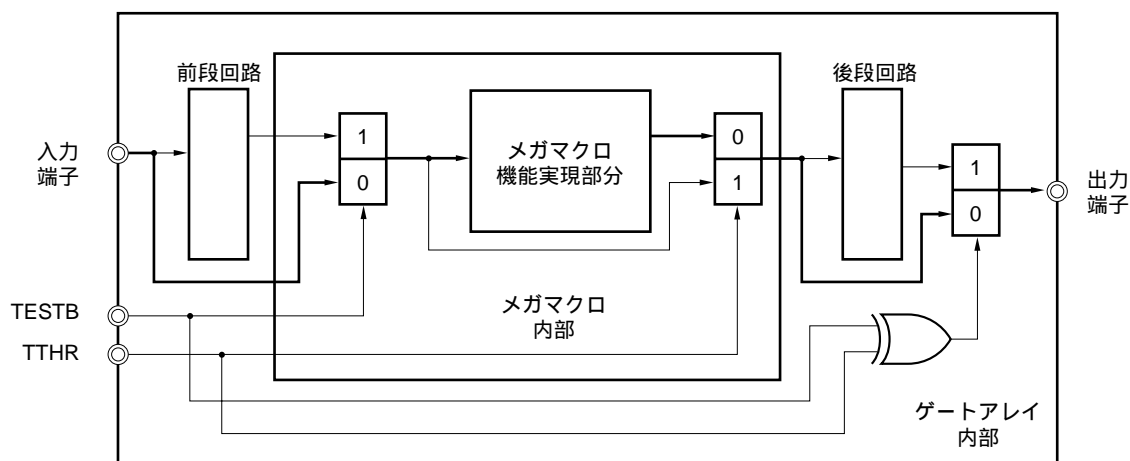 前段回路
後段回路
入力
端子
1
0
メガマクロ
機能実現部分
0
1
1
0
出力
端子
TESTB
TTHR
メガマクロ
内部
ゲートアレイ
内部